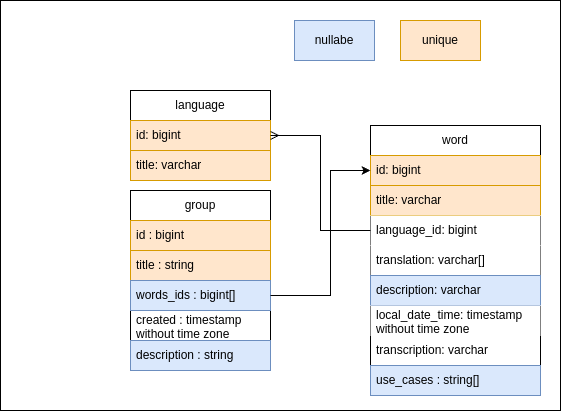 nullabe
unique
language
id: bigint
title: varchar
group
id : bigint
title : string
words_ids : bigint[]
created : timestamp
without time zone
description : string
word
id: bigint
title: varchar
language_id: bigint
translation: varchar[]
description: varchar
local_date_time: timestamp
without time zone
transcription: varchar
use_cases : string[]